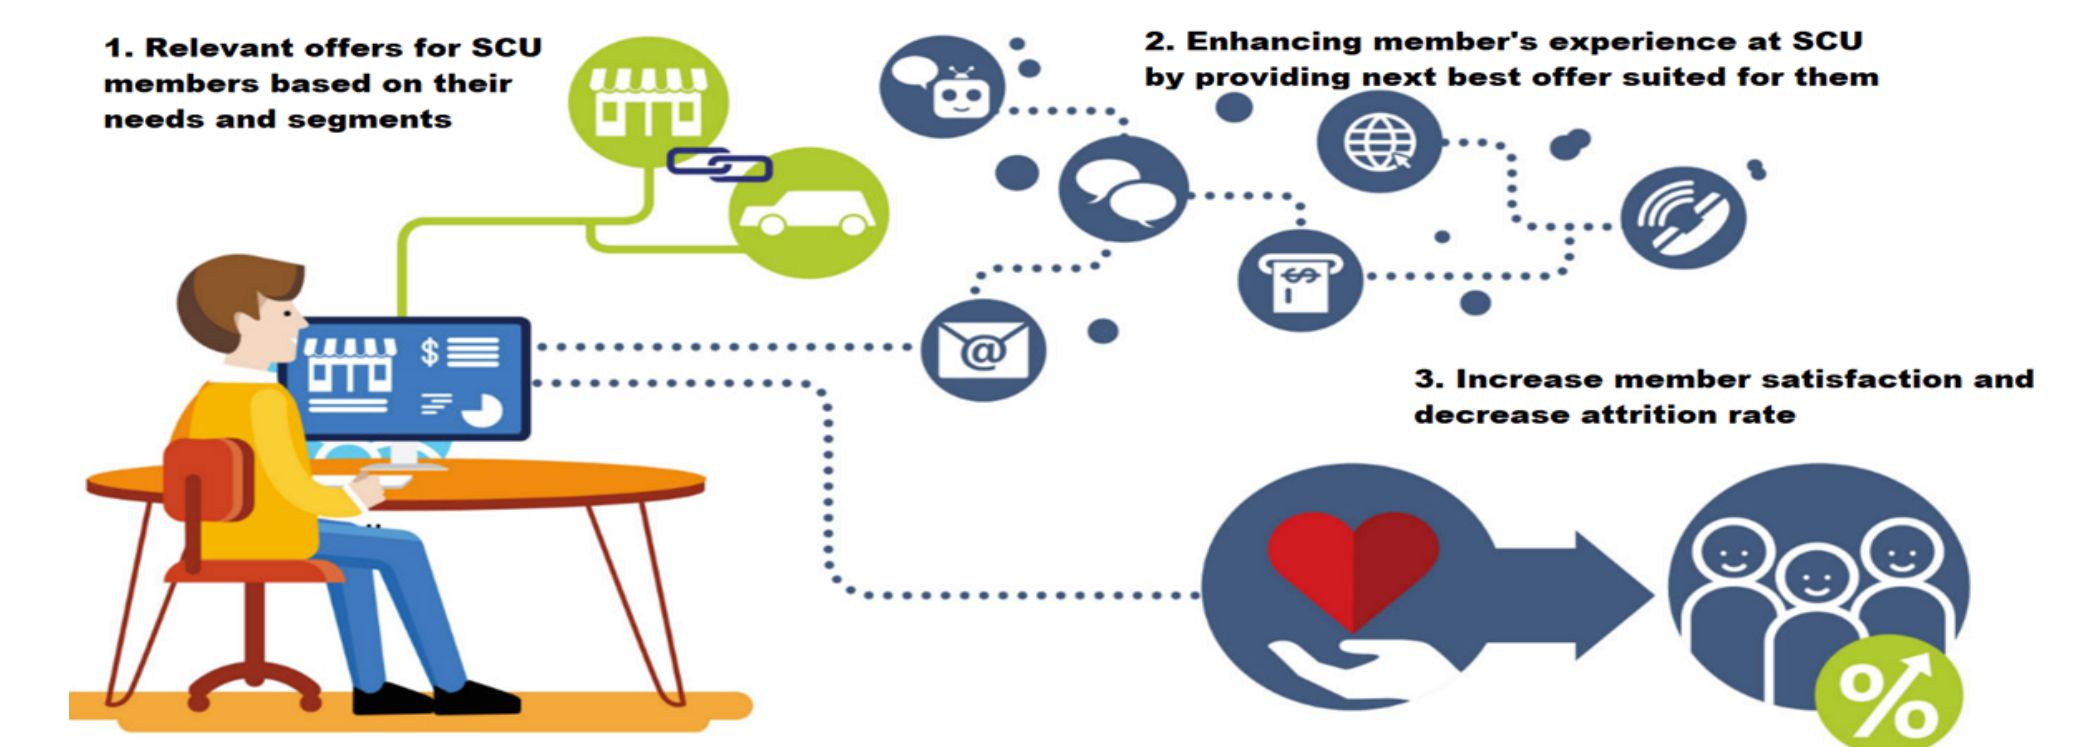 1. Relevant offers for SCU
members based on their
needs and segments
2. Enhancing member's experience at SCU
by providing next best offer suited for them
$
$
@
3. Increase member satisfaction and
decrease attrition rate
%